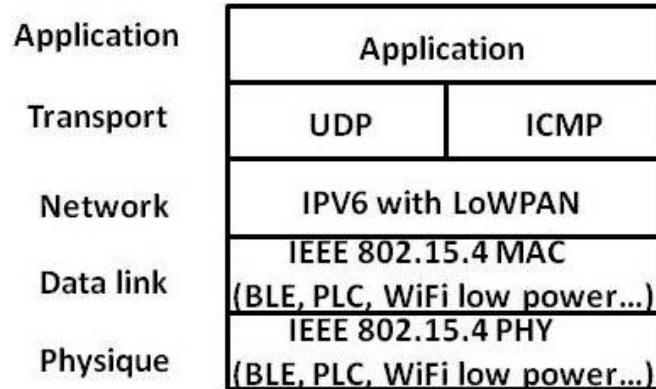 Application
Application
Transport
UDP
ICMP
Network
IPV6 with LoWPAN
Data link
IEEE 802.15.4 MAC
(BLE, PLC, WiFi low power...)
Physique
IEEE 802.15.4 PHY
(BLE, PLC, WiFi low power...)